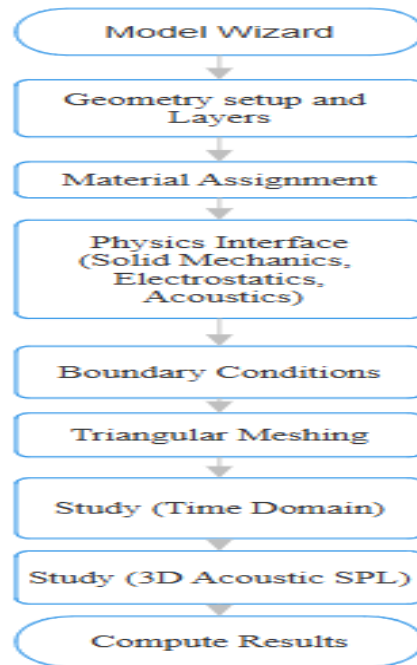 Model Wizard
Geometry setup and
Layers
Material Assignment
Physics Interface
(Solid Mechanics,
Electrostatics,
Acoustics)
Boundary Conditions
Triangular Meshing
Study (Time Domain)
Study (3D Acoustic SPL)
Compute Results